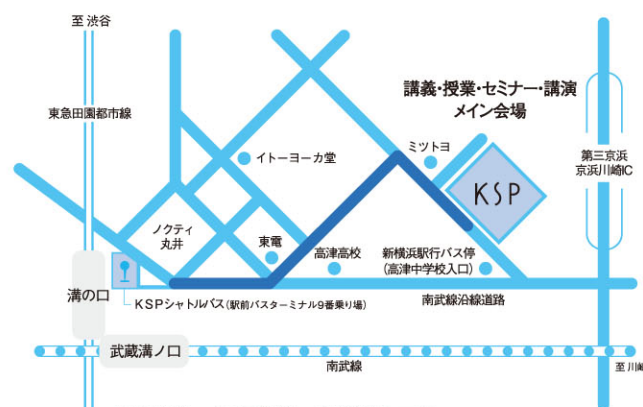 至 渋谷
東急田園都市線
講義・授業・セミナー・講演
メイン会場
ミツトヨ
イトーヨーカ堂
第三京浜
京浜川崎IC
KSP
ノクティ
丸井
東電
高津高校
新横浜駅行バス停
(高津中学校入口)
溝の口
KSPシャトルバス(駅前バスターミナル9番乗り場)
南武線沿線道路
武蔵溝ノ口
南武線
至 川崎